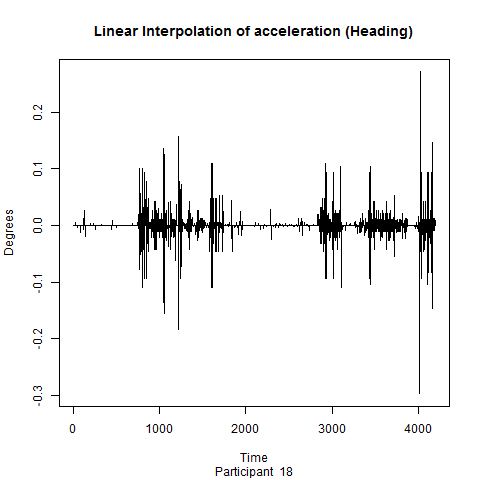 Linear Interpolation of acceleration (Heading)
Degrees
0.2
0.1
0.0
-0.1
-0.2
-0.3
0 1000 2000 3000 4000
Time
Participant 18